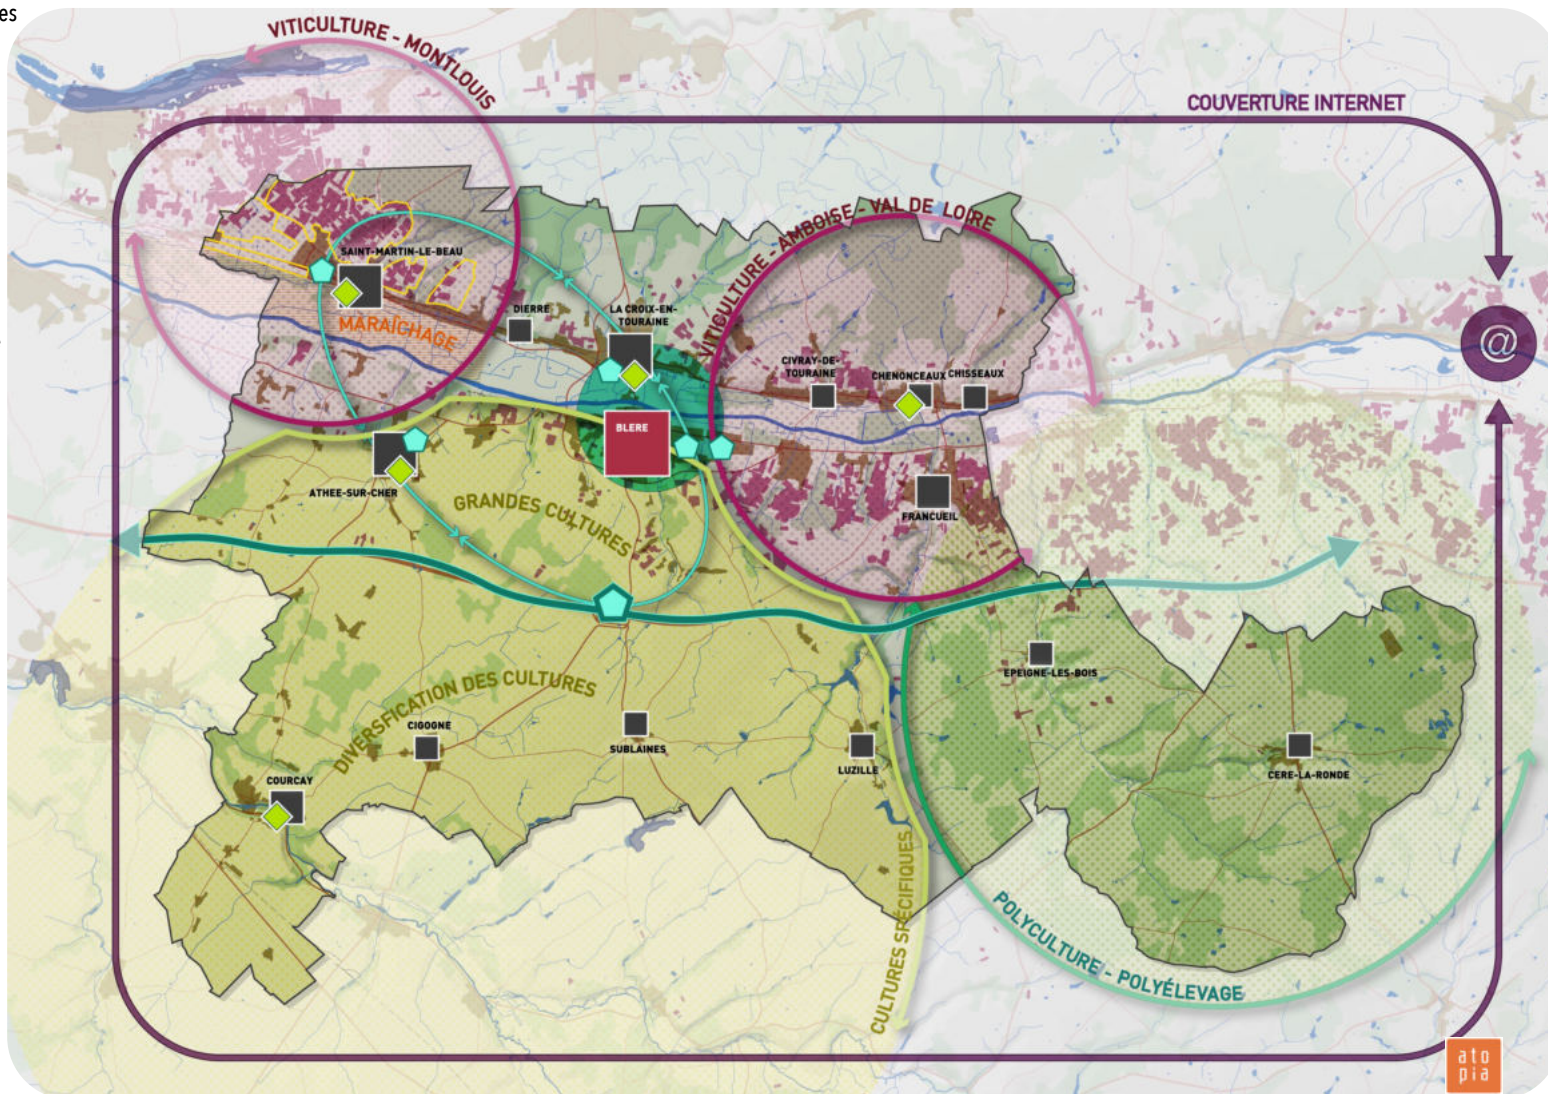 es
VITICULTURE - MONTLOUIS
COUVERTURE INTERNET
VITICULTURE - AMBOISE - VAL DE LOIRE
SAINT-MARTIN-LE-BEAU
DIERRE
LA CROIX-EN-
TOURAINE
MARAÎCHAGE
@
CIVRAY-DE-
TOURAINE
CHENONCEAUX
CHISSEAUX
BLERE
ATHEE-SUR-CHER
GRANDES CULTURES
FRANCUEIL
EPEIGNE-LES-BOIS
DIVERSFICATION DES CULTURES
CIGOGNE
SUBLAINES
LUZILLE
CERE-LA-RONDE
COURCAY
CULTURES SPÉCIFIQUES
POLYCULTURE - POLYÉLEVAGE
ato
pia